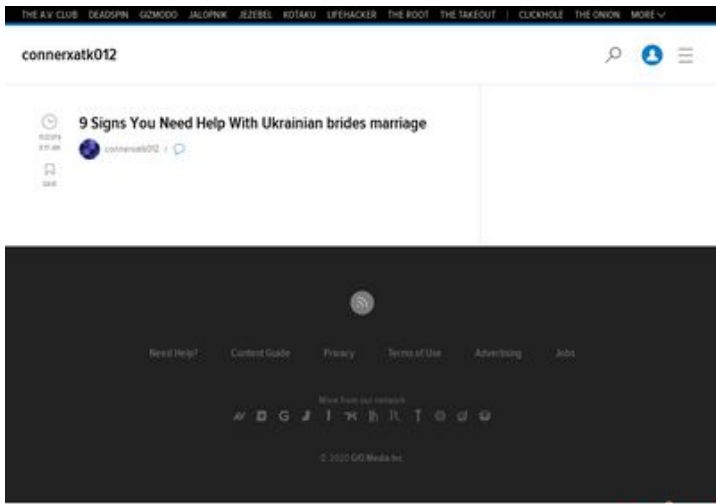 THE A.V. CLUB DEADSPIN GIZMODO JALOPNIK JEZEBEL KOTAKU LIFEHACKER THE ROOT THE TAKEOUT | CLICKHOLE THE ONION MORE
connerxatk012
9 Signs You Need Help With Ukrainian brides marriage
connerxatk012 |
Need Help? Content Guide Privacy Terms of Use Advertising Jobs
More from our network
© 2020 G/O Media Inc.